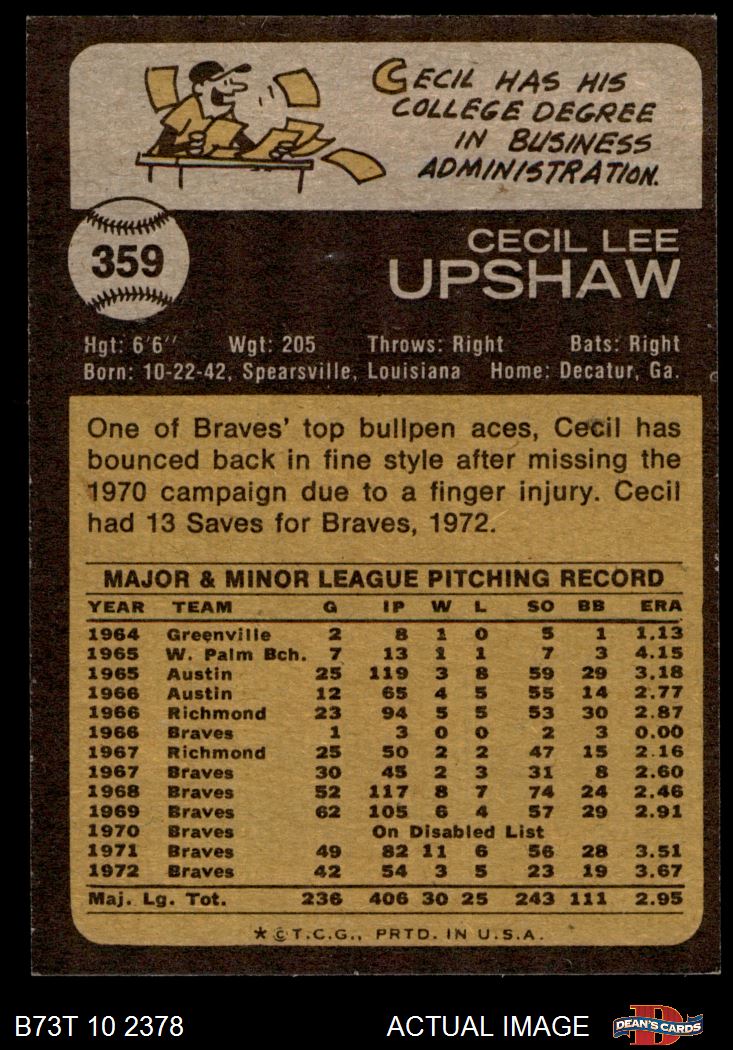 CECIL HAS HIS
COLLEGE DEGREE
IN BUSINESS
ADMINISTRATION.
359
CECIL LEE
UPSHAW
Hgt: 6'6" Wgt: 205 Throws: Right Bats: Right
Born: 10-22-42, Spearsville, Louisiana Home: Decatur, Ga.
One of Braves' top bullpen aces, Cecil has
bounced back in fine style after missing the
1970 campaign due to a finger injury. Cecil
had 13 Saves for Braves, 1972.
MAJOR & MINOR LEAGUE PITCHING RECORD
YEAR TEAM G IP W L SO BB ERA
1964 Greenville 2 8 1 0 5 1 1.13
1965 W. Palm Bch. 7 13 1 1 7 3 4.15
1965 Austin 25 119 3 8 59 29 3.18
1966 Austin 12 65 4 5 55 14 2.77
1966 Richmond 23 94 5 5 53 30 2.87
1966 Braves 1 3 0 0 2 3 0.00
1967 Richmond 25 50 2 2 47 15 2.16
1967 Braves 30 45 2 3 31 8 2.60
1968 Braves 52 117 8 7 74 24 2.46
1969 Braves 62 105 6 4 57 29 2.91
1970 Braves On Disabled List
1971 Braves 49 82 11 6 56 28 3.51
1972 Braves 42 54 3 5 23 19 3.67
Maj. Lg. Tot. 236 406 30 25 243 111 2.95
* © T.C.G., PRTD. IN U.S.A.
B73T 10 2378 ACTUAL IMAGE DEAN'S CARDS